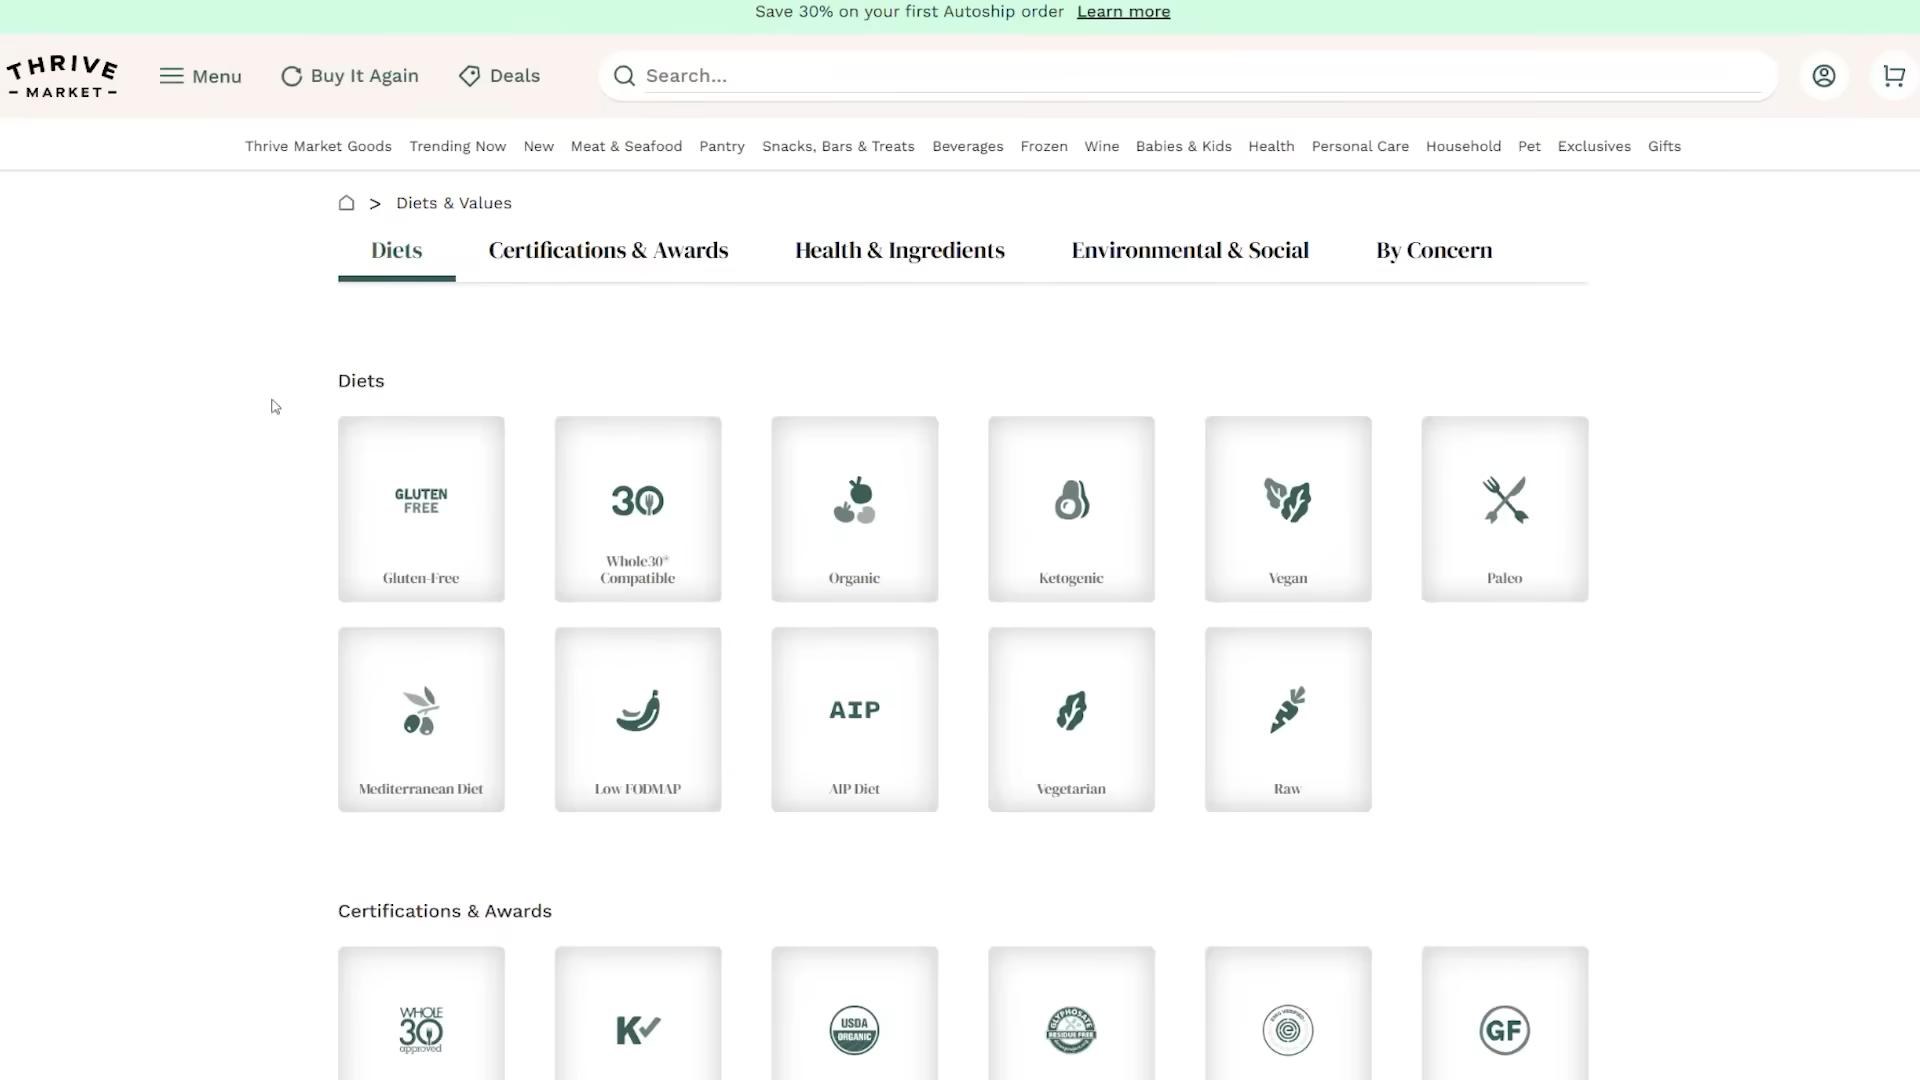 Save 30% on your first Autoship order Learn more
THRIVE
MARKET
Menu
Buy It Again
Deals
Search...
Thrive Market Goods Trending Now New Meat & Seafood Pantry Snacks, Bars & Treats Beverages Frozen Wine Babies & Kids Health Personal Care Household Pet Exclusives Gifts
> Diets & Values
Diets Certifications & Awards Health & Ingredients Environmental & Social By Concern
Diets
GLUTEN
FREE
Gluten-Free
30
Whole30®
Compatible
Organic
Ketogenic
Vegan
Paleo
Mediterranean Diet
Low FODMAP
AIP
AIP Diet
Vegetarian
Raw
Certifications & Awards
WHOLE
30
approved
K
USDA
ORGANIC
GLYPHOSATE
RESIDUE FREE
GF